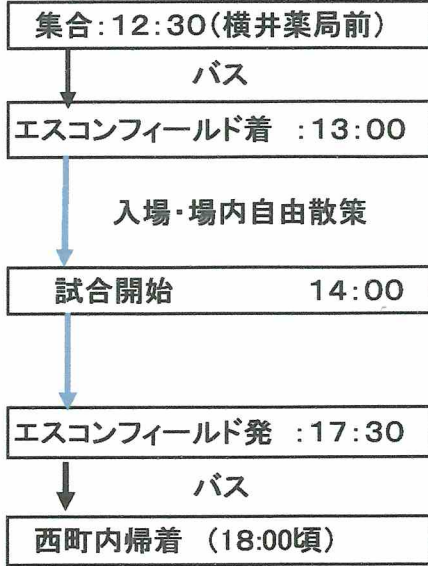 集合:12:30(横井薬局前)
バス
エスコンフィールド着 :13:00
入場・場内自由散策
試合開始 14:00
エスコンフィールド発 :17:30
バス
西町内帰着 (18:00頃)